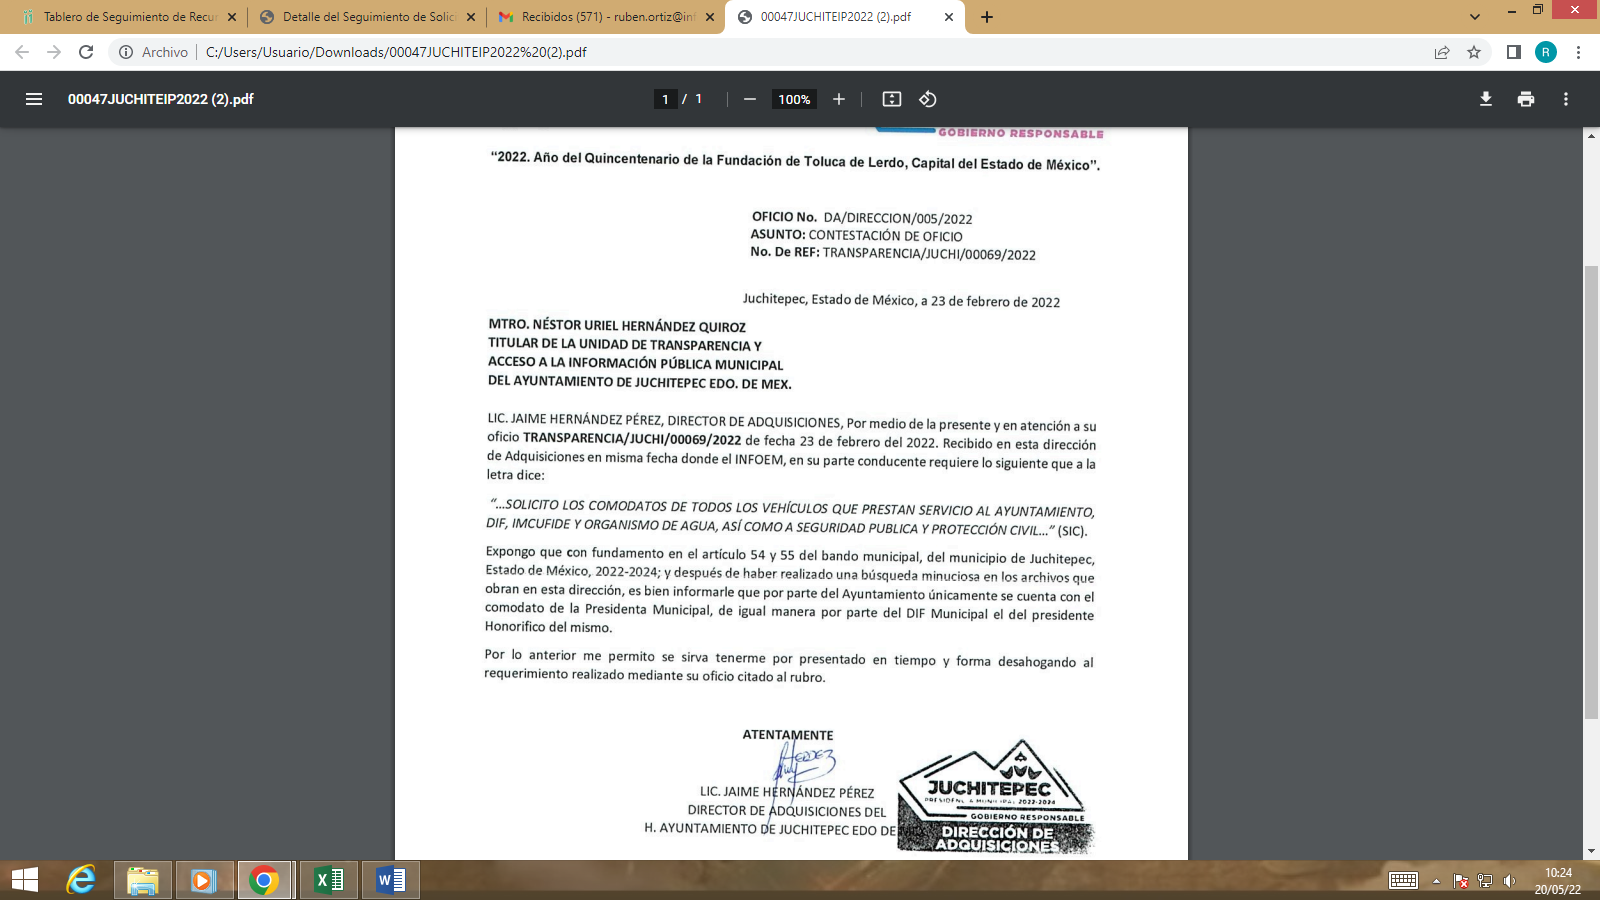 Tablero de Seguimiento de Recur
Detalle del Seguimiento de Solici
Recibidos (571) - ruben.ortiz@inf
00047JUCHITEIP2022 (2).pdf
Archivo
C:/Users/Usuario/Downloads/00047JUCHITEIP2022%20(2).pdf
R
00047JUCHITEIP2022 (2).pdf
1 / 1
100%
GOBIERNO RESPONSABLE
“2022. Año del Quincentenario de la Fundación de Toluca de Lerdo, Capital del Estado de México”.
OFICIO No. DA/DIRECCION/005/2022
ASUNTO: CONTESTACIÓN DE OFICIO
No. De REF: TRANSPARENCIA/JUCHI/00069/2022
Juchitepec, Estado de México, a 23 de febrero de 2022
MTRO. NÉSTOR URIEL HERNÁNDEZ QUIROZ
TITULAR DE LA UNIDAD DE TRANSPARENCIA Y
ACCESO A LA INFORMACIÓN PÚBLICA MUNICIPAL
DEL AYUNTAMIENTO DE JUCHITEPEC EDO. DE MEX.
LIC. JAIME HERNÁNDEZ PÉREZ, DIRECTOR DE ADQUISICIONES, Por medio de la presente y en atención a su
oficio TRANSPARENCIA/JUCHI/00069/2022 de fecha 23 de febrero del 2022. Recibido en esta dirección
de Adquisiciones en misma fecha donde el INFOEM, en su parte conducente requiere lo siguiente que a la
letra dice:
“...SOLICITO LOS COMODATOS DE TODOS LOS VEHÍCULOS QUE PRESTAN SERVICIO AL AYUNTAMIENTO,
DIF, IMCUFIDE Y ORGANISMO DE AGUA, ASÍ COMO A SEGURIDAD PUBLICA Y PROTECCIÓN CIVIL...” (SIC).
Expongo que con fundamento en el artículo 54 y 55 del bando municipal, del municipio de Juchitepec,
Estado de México, 2022-2024; y después de haber realizado una búsqueda minuciosa en los archivos que
obran en esta dirección, es bien informarle que por parte del Ayuntamiento únicamente se cuenta con el
comodato de la Presidenta Municipal, de igual manera por parte del DIF Municipal el del presidente
Honorifico del mismo.
Por lo anterior me permito se sirva tenerme por presentado en tiempo y forma desahogando al
requerimiento realizado mediante su oficio citado al rubro.
ATENTAMENTE
LIC. JAIME HERNÁNDEZ PÉREZ
DIRECTOR DE ADQUISICIONES DEL
H. AYUNTAMIENTO DE JUCHITEPEC EDO DE
JUCHITEPEC
PRESIDENCIA MUNICIPAL 2022-2024
GOBIERNO RESPONSABLE
DIRECCIÓN DE
ADQUISICIONES
10:24
20/05/22